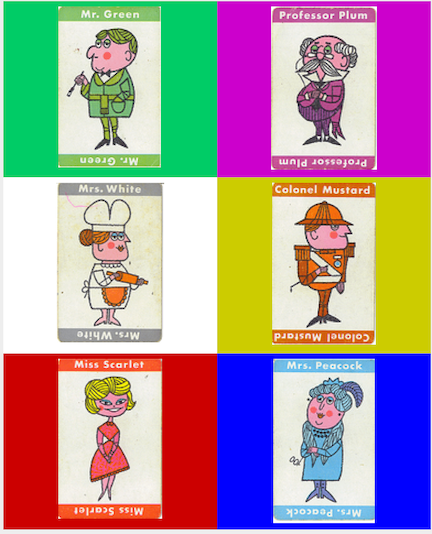 Mr. Green
Mr. Green
Professor Plum
Professor Plum
Mrs. White
Mrs. White
Colonel Mustard
Colonel Mustard
Miss Scarlet
Miss Scarlet
Mrs. Peacock
Mrs. Peacock